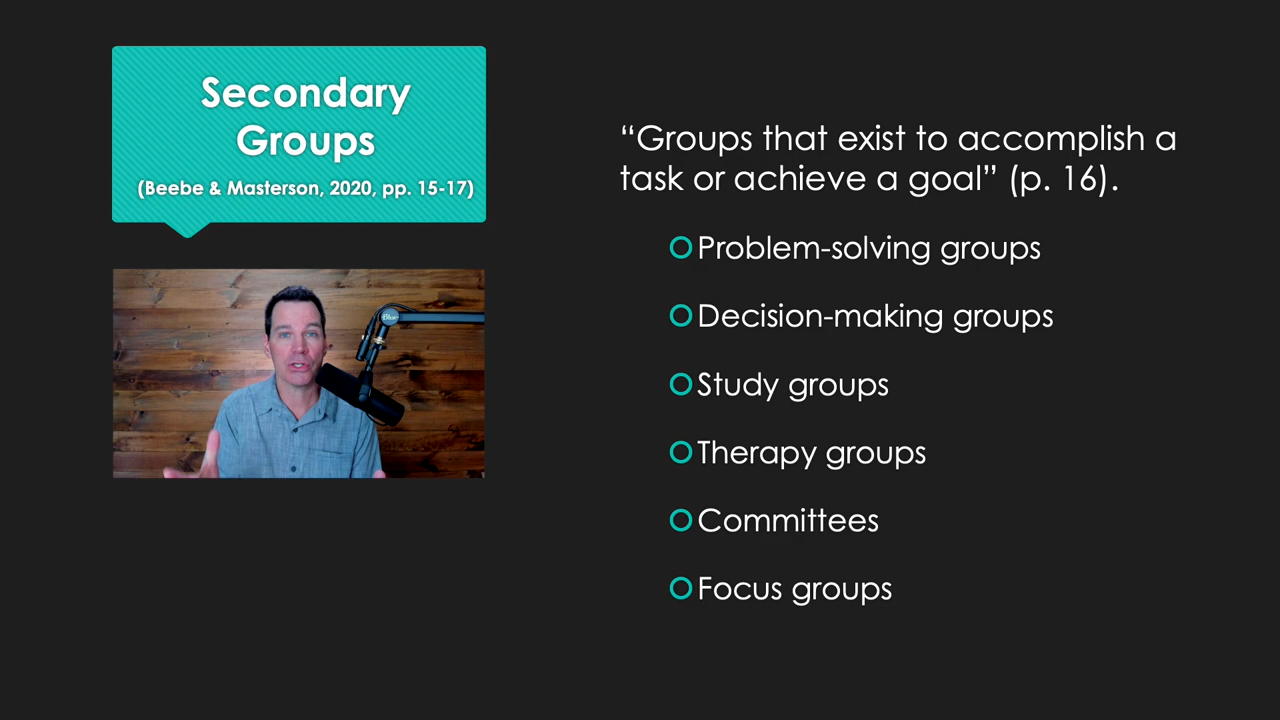 Secondary
Groups
(Beebe & Masterson, 2020, pp. 15-17)
“Groups that exist to accomplish a
task or achieve a goal” (p. 16).
Problem-solving groups
Decision-making groups
Study groups
Therapy groups
Committees
Focus groups
Blue